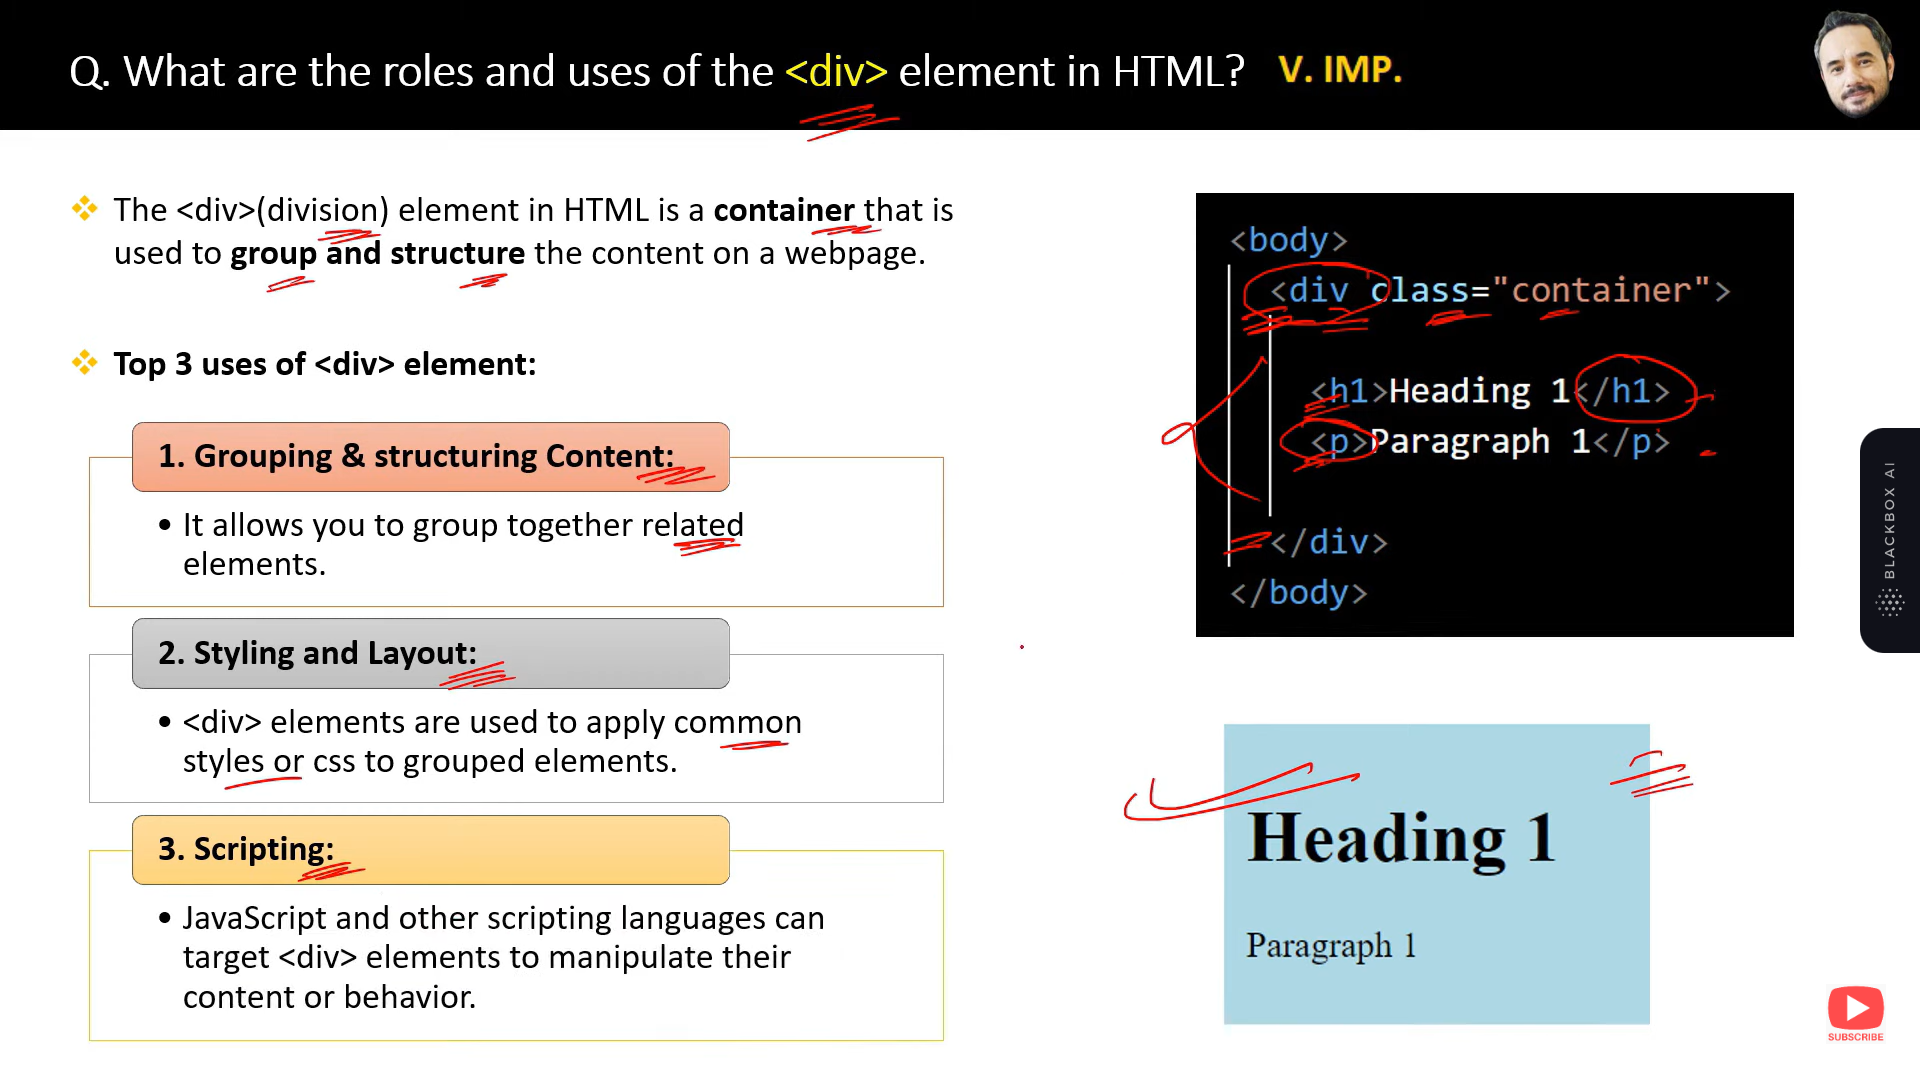 Q. What are the roles and uses of the <div> element in HTML? V. IMP.
The <div>(division) element in HTML is a container that is
used to group and structure the content on a webpage.
Top 3 uses of <div> element:
1. Grouping & structuring Content:
• It allows you to group together related
elements.
2. Styling and Layout:
• <div> elements are used to apply common
styles or css to grouped elements.
3. Scripting:
• JavaScript and other scripting languages can
target <div> elements to manipulate their
content or behavior.
<body>
<div class="container">
<h1>Heading 1</h1>
<p>Paragraph 1</p>
</div>
</body>
Heading 1
Paragraph 1
BLACKBOX AI
SUBSCRIBE